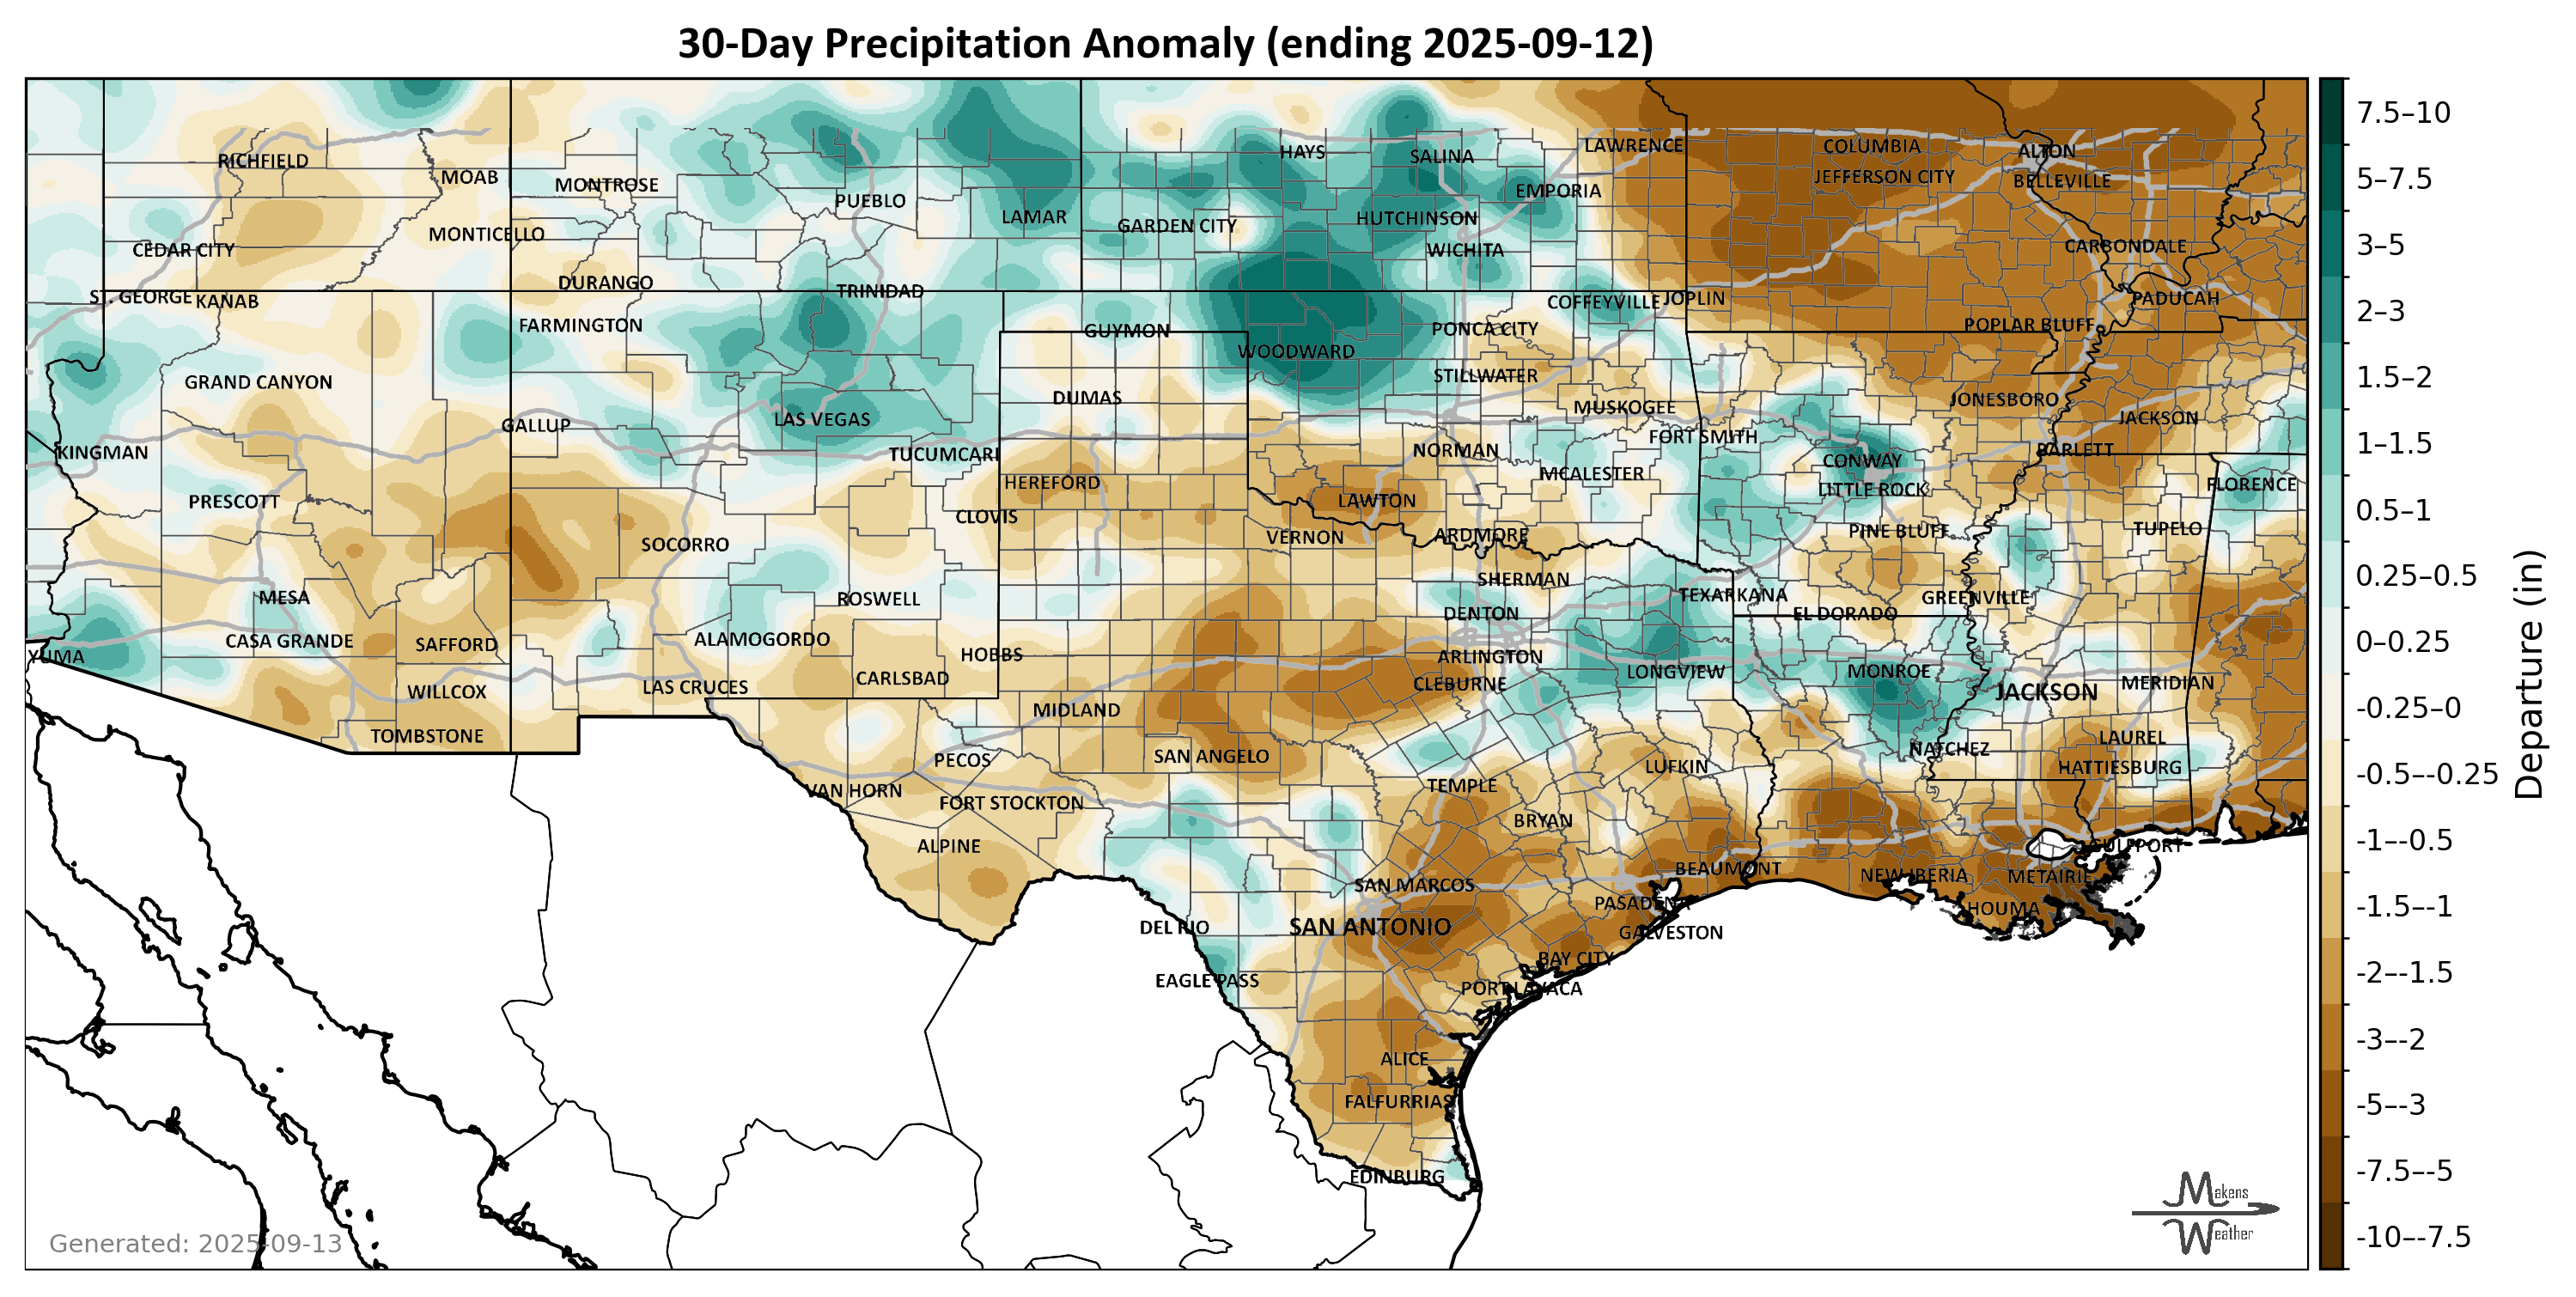 30-Day Precipitation Anomaly (ending 2025-09-12)
RICHFIELD
MOAB
MONTROSE
PUEBLO
LAMAR
HAYS
SALINA
EMPORIA
LAWRENCE
COLUMBIA
JEFFERSON CITY
ALTON
BELLEVILLE
CEDAR CITY
MONTICELLO
DURANGO
GARDEN CITY
HUTCHINSON
WICHITA
CARBONDALE
ST. GEORGE
KANAB
TRINIDAD
FARMINGTON
GUYMON
WOODWARD
PONCA CITY
COFFEYVILLE
JOPLIN
POPLAR BLUFF
PADUCAH
GRAND CANYON
DUMAS
STILLWATER
MUSKOGEE
JONESBORO
JACKSON
KINGMAN
GALLUP
LAS VEGAS
TUCUMCARI
NORMAN
FORT SMITH
CONWAY
BARLETT
PRESCOTT
HEREFORD
LAWTON
MCALESTER
LITTLE ROCK
FLORENCE
SOCORRO
CLOVIS
VERNON
ARDMORE
PINE BLUFF
TUPELO
MESA
ROSWELL
SHERMAN
DENTON
TEXARKANA
EL DORADO
GREENVILLE
YUMA
CASA GRANDE
SAFFORD
ALAMOGORDO
HOBBS
ARLINGTON
CLEBURNE
LONGVIEW
MONROE
JACKSON
MERIDIAN
WILLCOX
LAS CRUCES
CARLSBAD
MIDLAND
TOMBSTONE
PECOS
SAN ANGELO
TEMPLE
LUFKIN
NATCHEZ
LAUREL
HATTIESBURG
VAN HORN
FORT STOCKTON
BRYAN
ALPINE
SAN MARCOS
BEAUMONT
NEW IBERIA
METAIRIE
GULFPORT
DEL RIO
SAN ANTONIO
PASADENA
GALVESTON
HOUMA
EAGLE PASS
BAY CITY
PORT LAVACA
ALICE
FALFURRIAS
EDINBURG
Generated: 2025-09-13
Makens
Weather
7.5–10
5–7.5
3–5
2–3
1.5–2
1–1.5
0.5–1
0.25–0.5
0–0.25
-0.25–0
-0.5–-0.25
-1–-0.5
-1.5–-1
-2–-1.5
-3–-2
-5–-3
-7.5–-5
-10–-7.5
Departure (in)